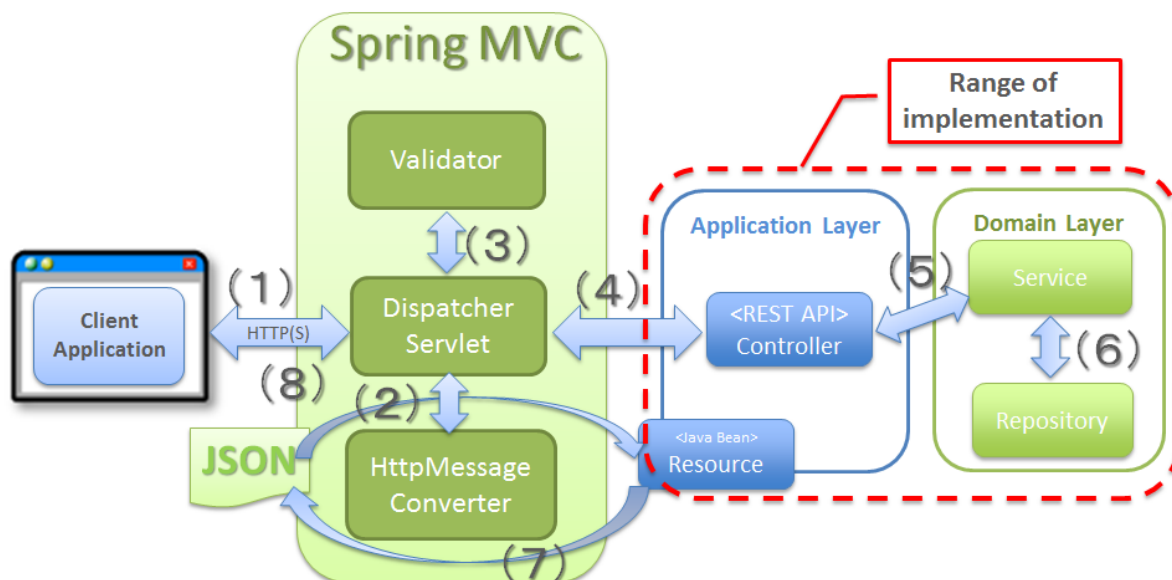 Spring MVC
Range of
implementation
Validator
Application Layer
Domain Layer
(3)
(1)
(4)
(5)
Service
Client
Application
HTTP(S)
Dispatcher
Servlet
<REST API>
Controller
(6)
(8)
(2)
Repository
JSON
HttpMessage
Converter
<Java Bean>
Resource
(7)